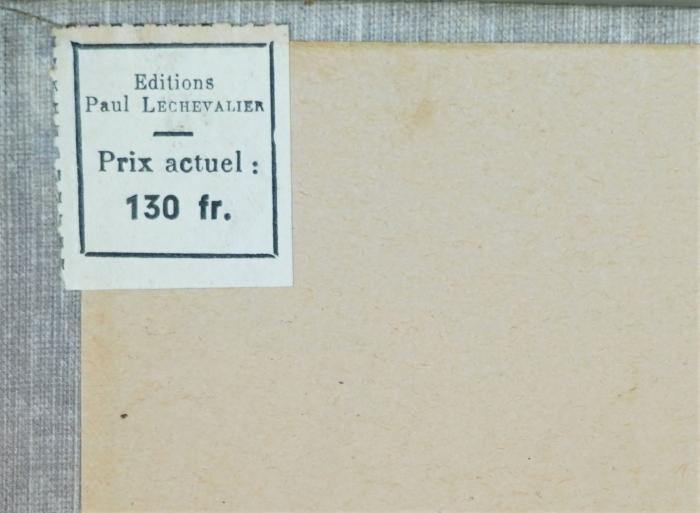 Editions
Paul LECHEVALIER
Prix actuel :
130 fr.